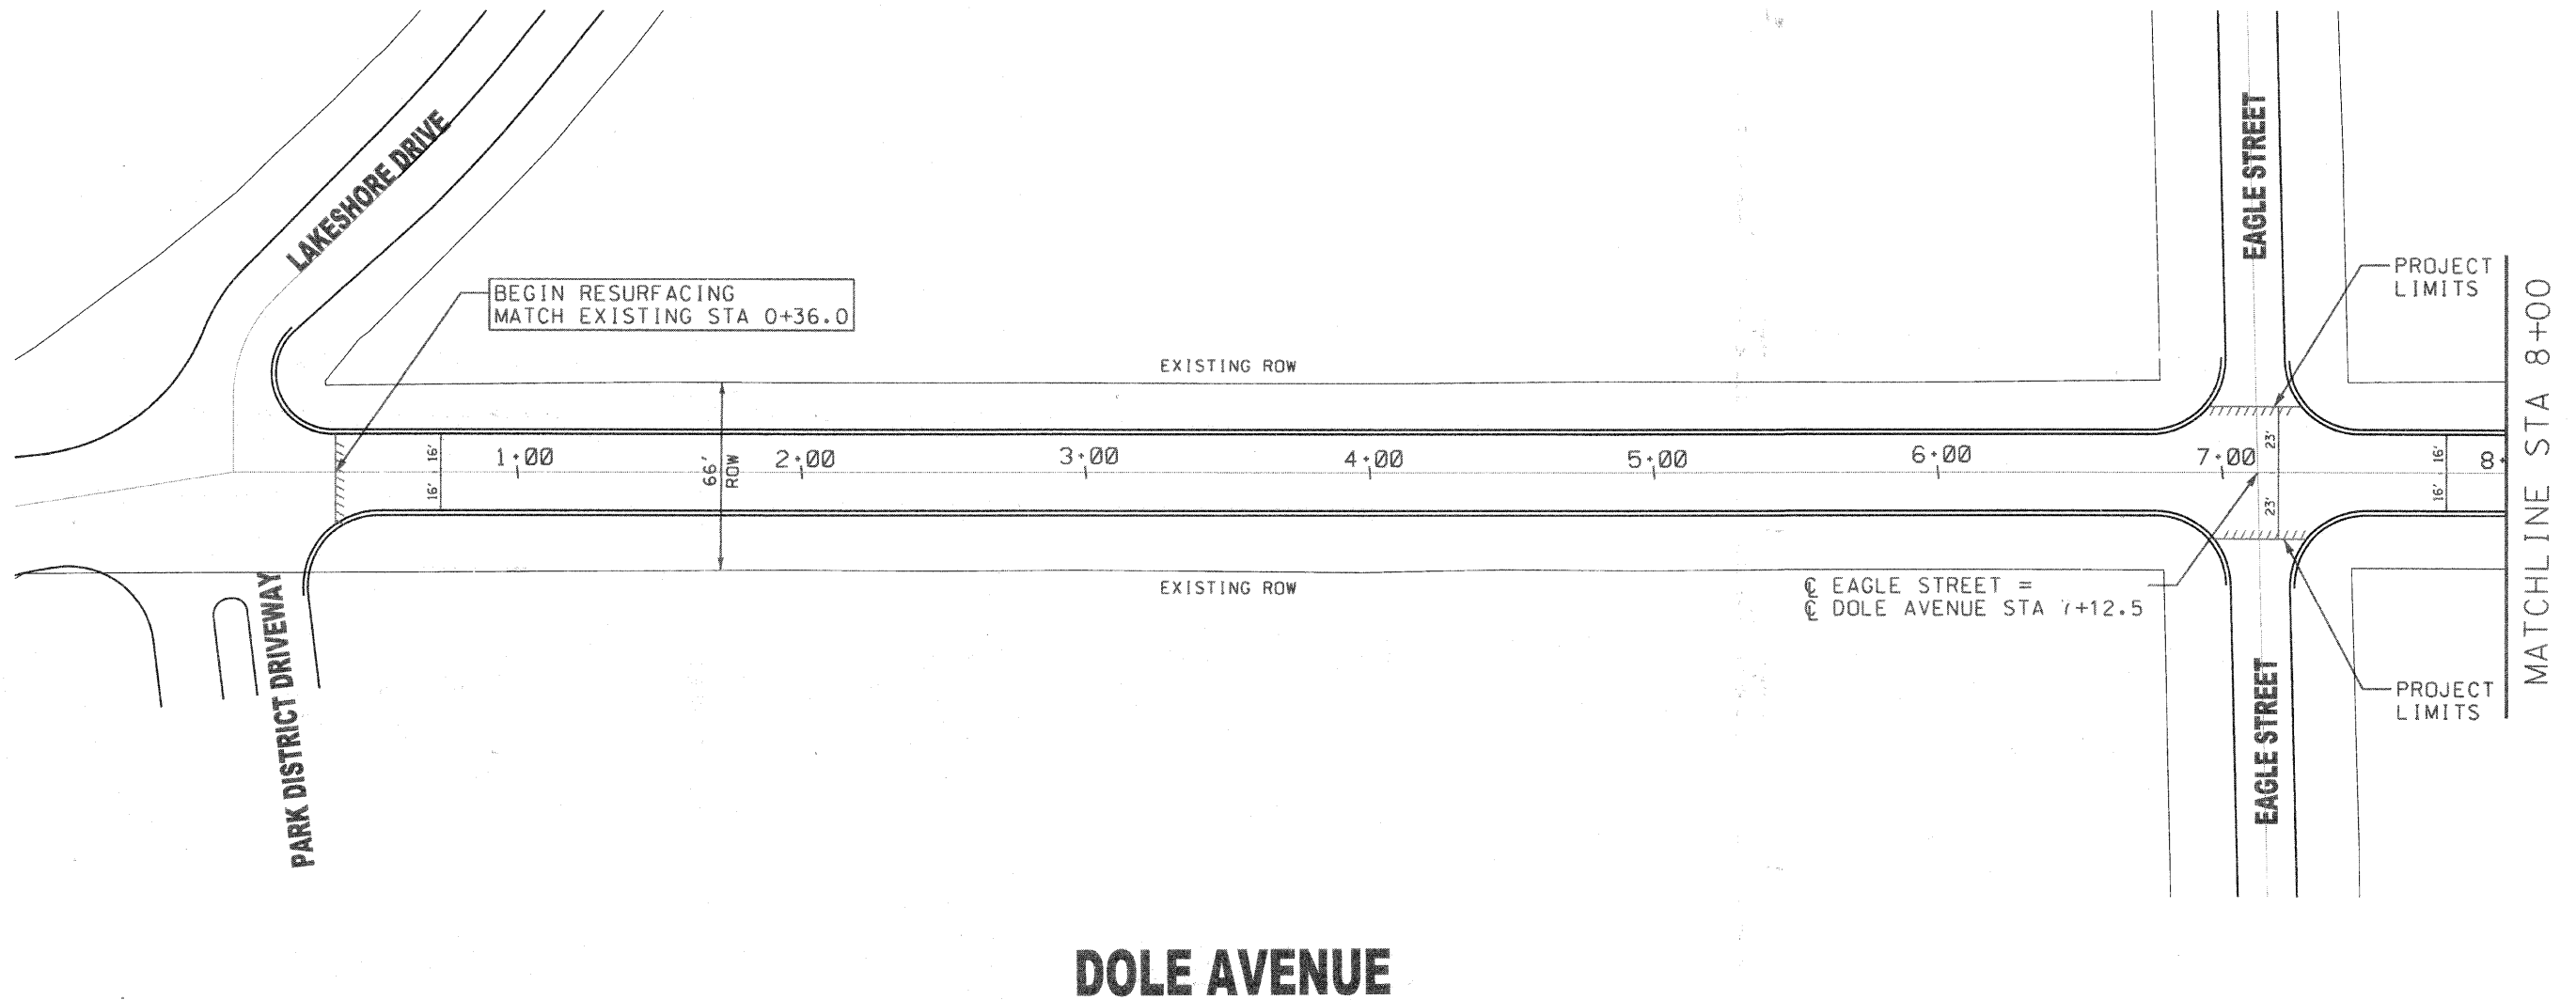 LAKESHORE DRIVE
EAGLE STREET
PROJECT
LIMITS
BEGIN RESURFACING
MATCH EXISTING STA 0+36.0
MATCHLINE STA 8+00
EXISTING ROW
16'
16'
66'
ROW
1+00
2+00
3+00
4+00
5+00
6+00
7+00
23'
23'
16'
16'
8+
EXISTING ROW
℄ EAGLE STREET =
℄ DOLE AVENUE STA 7+12.5
PARK DISTRICT DRIVEWAY
EAGLE STREET
PROJECT
LIMITS
DOLE AVENUE